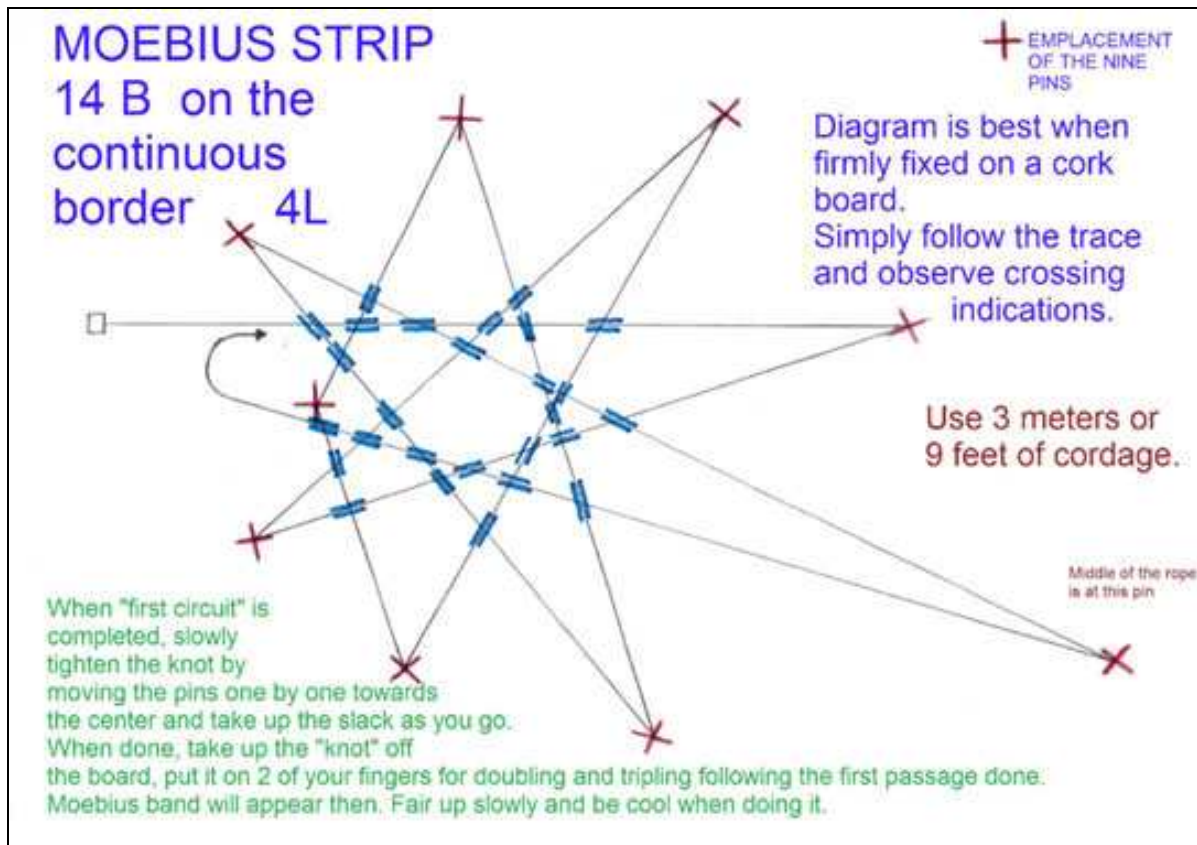 MOEBIUS STRIP
14 B on the
continuous
border 4L
EMPLACEMENT
OF THE NINE
PINS
Diagram is best when
firmly fixed on a cork
board.
Simply follow the trace
and observe crossing
indications.
Use 3 meters or
9 feet of cordage.
Middle of the rope
is at this pin
When "first circuit" is
completed, slowly
tighten the knot by
moving the pins one by one towards
the center and take up the slack as you go.
When done, take up the "knot" off
the board, put it on 2 of your fingers for doubling and tripling following the first passage done.
Moebius band will appear then. Fair up slowly and be cool when doing it.